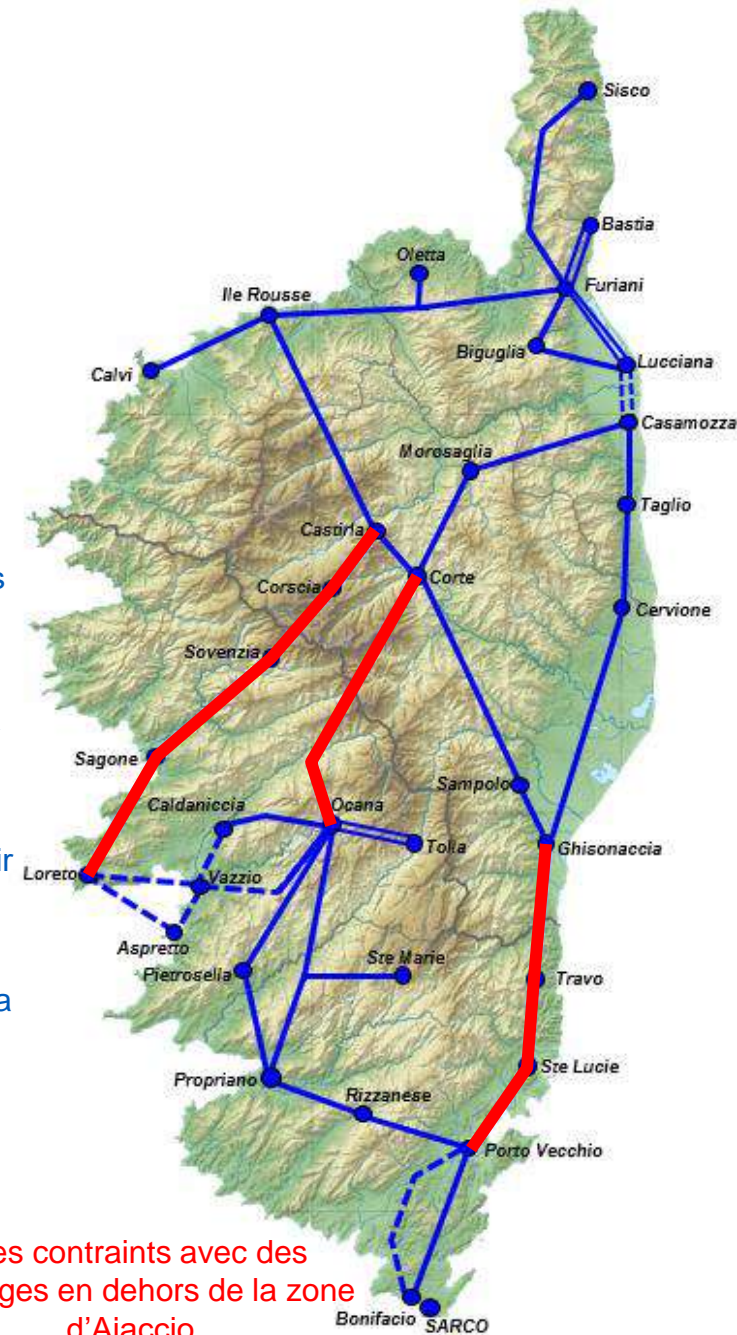 Sisco
Bastia
Oletta
Furiani
Ile Rousse
Biguglia
Lucciana
Calvi
Casamozza
Morosaglia
Taglio
Castirla
s
Corscia
Corte
Cervione
Sovenzia
Sagone
Sampolo
Caldaniccia
Ocana
Tolla
Ghisonaccia
ir
Loreto
Vazzio
Aspretto
Ste Marie
Pietrosella
Travo
a
Ste Lucie
Propriano
Rizzanese
Porto Vecchio
es contraints avec des
ges en dehors de la zone
d'Ajaccio
Bonifacio
SARCO